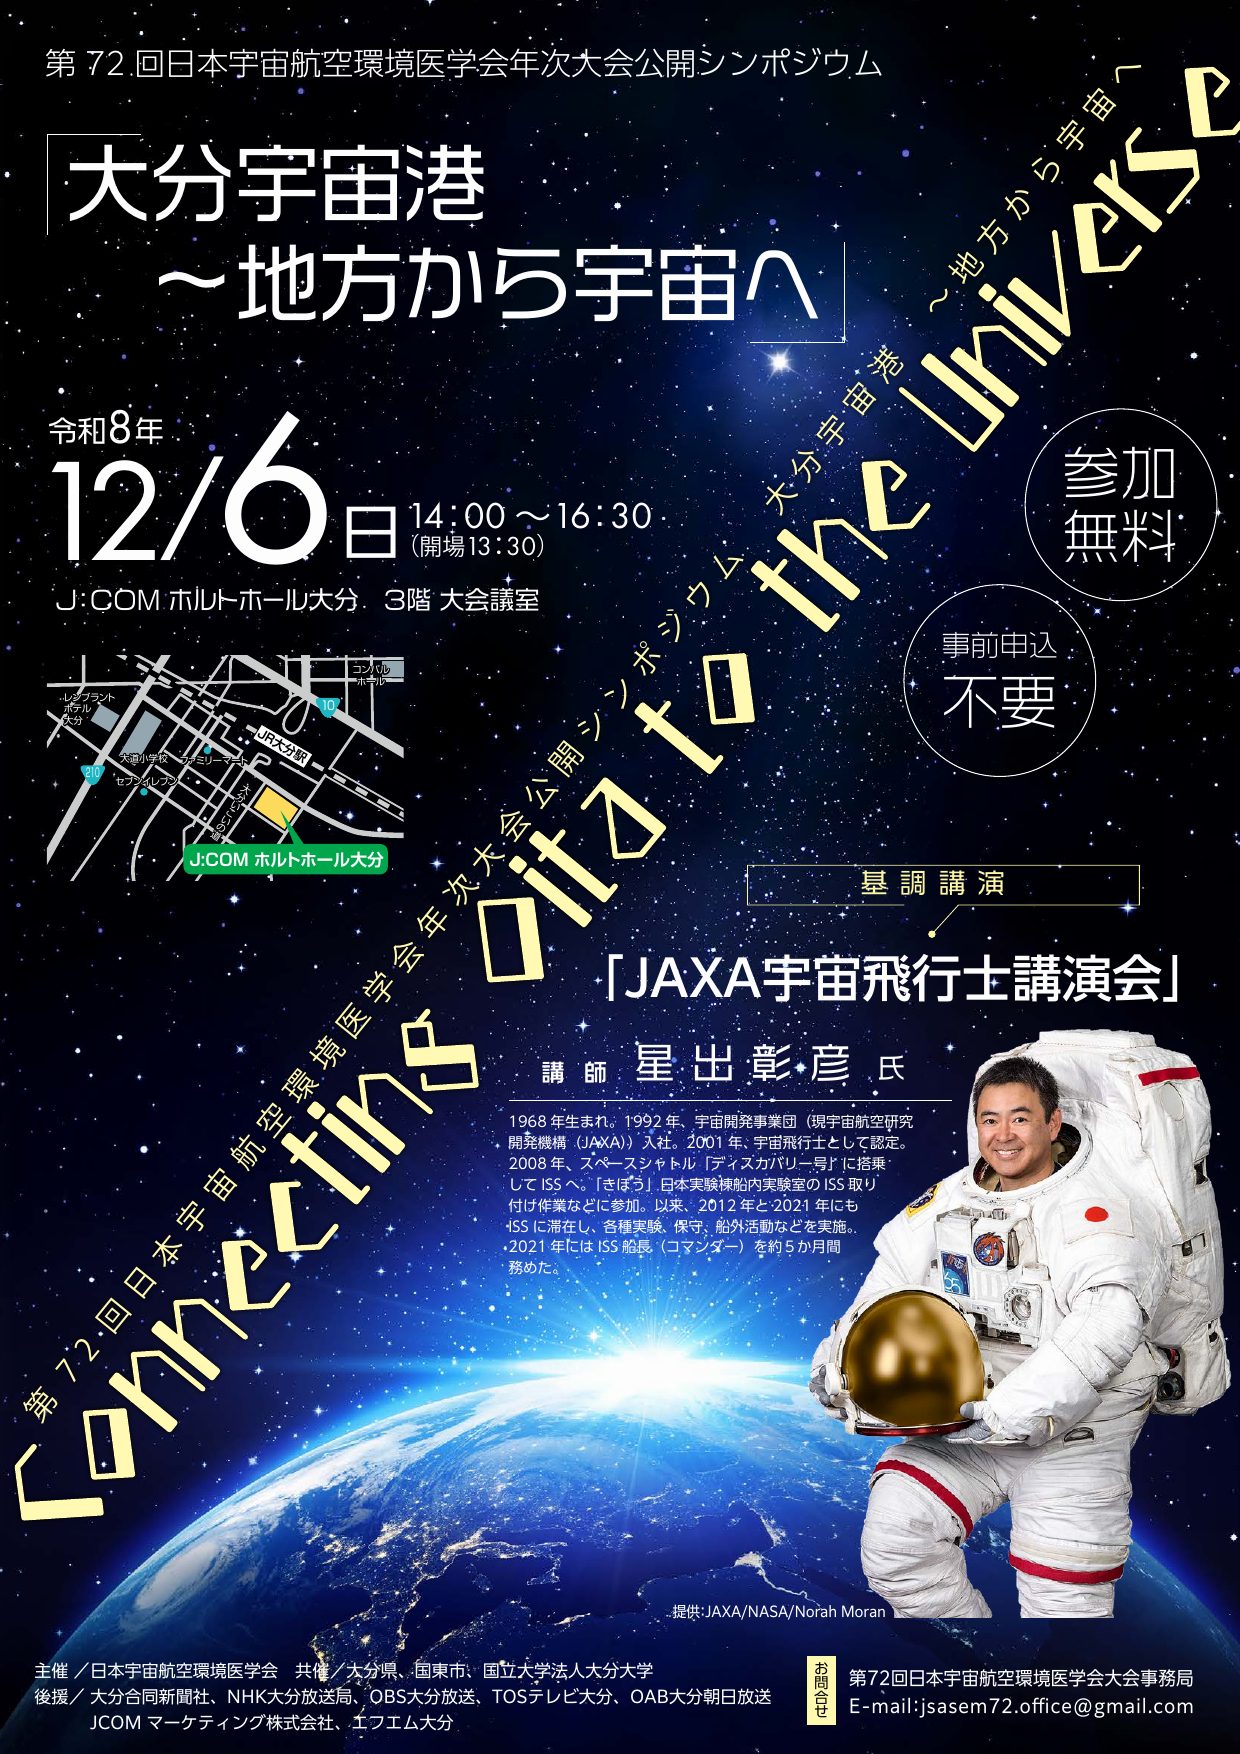 第72回日本宇宙航空環境医学会年次大会公開シンポジウム
「大分宇宙港
～地方から宇宙へ」
令和8年
12/6日 14:00～16:30
（開場13:30）
J:COM ホルトホール大分 3階 大会議室
参加
無料
事前申込
不要
コンパル
ホール
レンブラント
ホテル
大分
10
JR大分駅
大道小学校
ファミリーマート
210
セブンイレブン
大分いこいの道
J:COM ホルトホール大分
第72回日本宇宙航空環境医学会年次大会公開シンポジウム 大分宇宙港 ～地方から宇宙へ
Connecting Oita to the Universe
基調講演
「JAXA宇宙飛行士講演会」
講師 星出彰彦 氏
1968年生まれ。1992年、宇宙開発事業団（現宇宙航空研究
開発機構（JAXA））入社。2001年、宇宙飛行士として認定。
2008年、スペースシャトル「ディスカバリー号」に搭乗
してISSへ。「きぼう」日本実験棟船内実験室のISS取り
付け作業などに参加。以来、2012年と2021年にも
ISSに滞在し、各種実験、保守、船外活動などを実施。
2021年にはISS船長（コマンダー）を約5か月間
務めた。
65
提供:JAXA/NASA/Norah Moran
主催／日本宇宙航空環境医学会 共催／大分県、国東市、国立大学法人大分大学
後援／大分合同新聞社、NHK大分放送局、OBS大分放送、TOSテレビ大分、OAB大分朝日放送
JCOM マーケティング株式会社、エフエム大分
お問合せ
第72回日本宇宙航空環境医学会大会事務局
E-mail:jsasem72.office@gmail.com